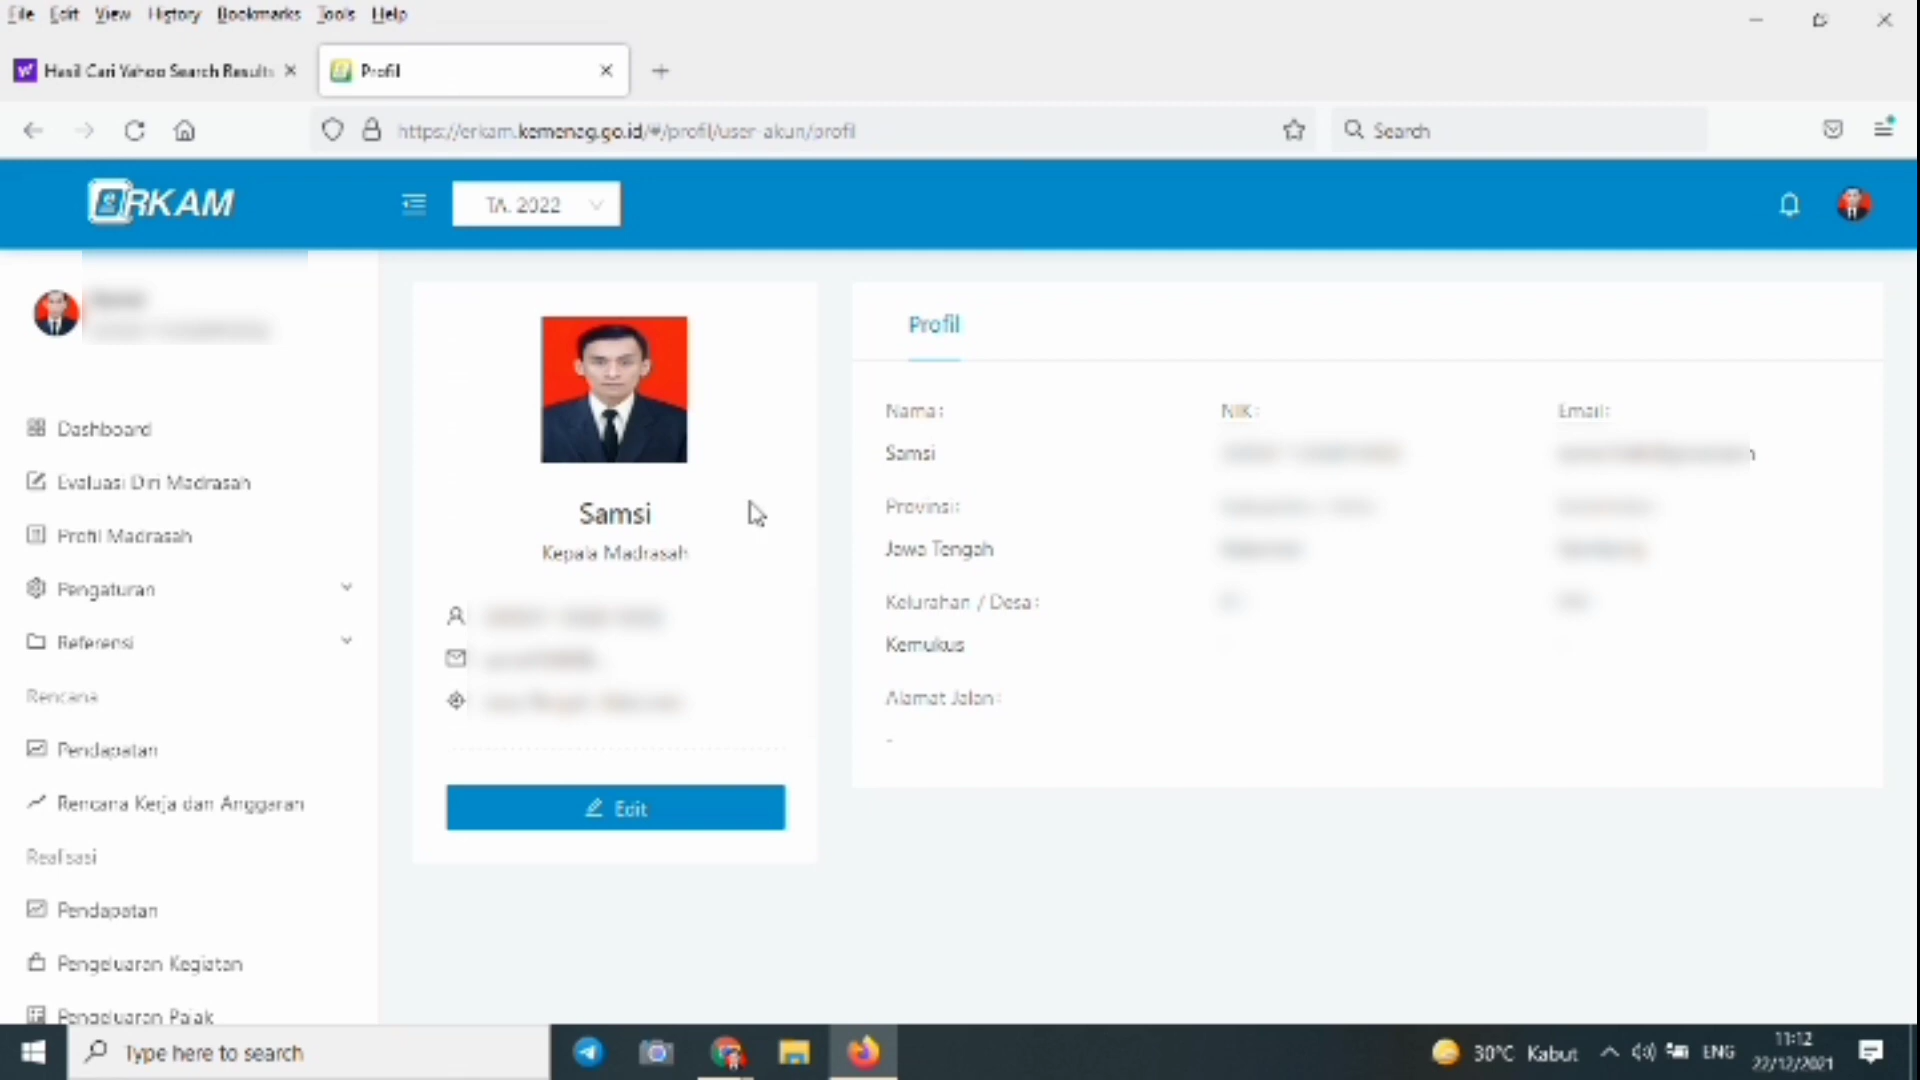 File Edit View History Bookmarks Tools Help
Hasil Cari Yahoo Search Results
Profil
https://erkam.kemenag.go.id/#/profil/user-akun/profil
Search
eRKAM
TA. 2022
Dashboard
Evaluasi Diri Madrasah
Profil Madrasah
Pengaturan
Referensi
Rencana
Pendapatan
Rencana Kerja dan Anggaran
Realisasi
Pendapatan
Pengeluaran Kegiatan
Pengeluaran Pajak
Samsi
Kepala Madrasah
Edit
Profil
Nama: NIK: Email:
Samsi
Provinsi:
Jawa Tengah
Kelurahan / Desa:
Kemukus
Alamat Jalan:
-
Type here to search
30°C Kabut
ENG
11:12
22/12/2021